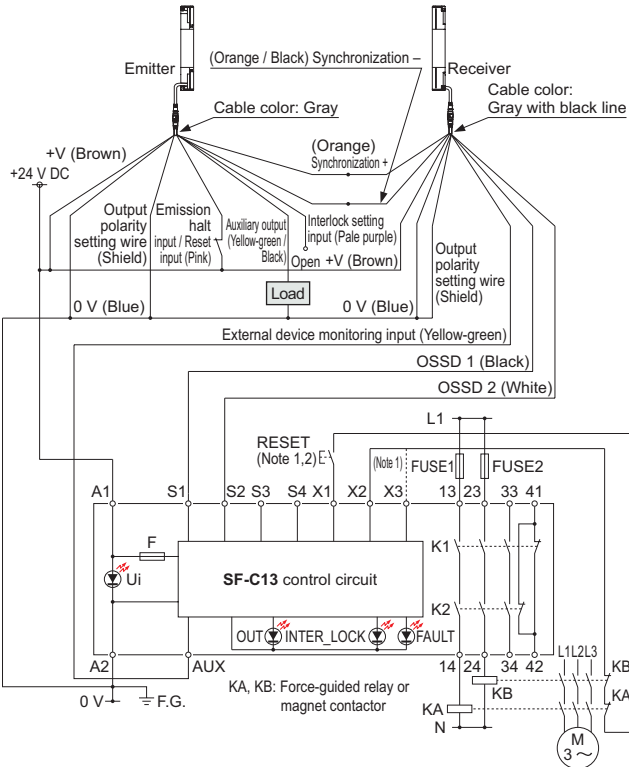 (Orange / Black) Synchronization –
Emitter
Receiver
Cable color: Gray
Cable color:
Gray with black line
+V (Brown)
+24 V DC
(Orange)
Synchronization +
Output
polarity
setting wire
(Shield)
Emission
halt
input / Reset
input (Pink)
Auxiliary output
(Yellow-green /
Black)
Interlock setting
input (Pale purple)
Open
+V (Brown)
Output
polarity
setting wire
(Shield)
Load
0 V (Blue)
0 V (Blue)
External device monitoring input (Yellow-green)
OSSD 1 (Black)
OSSD 2 (White)
L1
RESET
(Note 1,2)
(Note 1)
FUSE1
FUSE2
A1
S1
S2
S3
S4
X1
X2
X3
13
23
33
41
F
K1
Ui
SF-C13 control circuit
K2
OUT
INTER_LOCK
FAULT
L1
L2
L3
A2
AUX
14
24
34
42
KB
KA, KB: Force-guided relay or
magnet contactor
KB
KA
KA
0 V
F.G.
N
M
3 ~